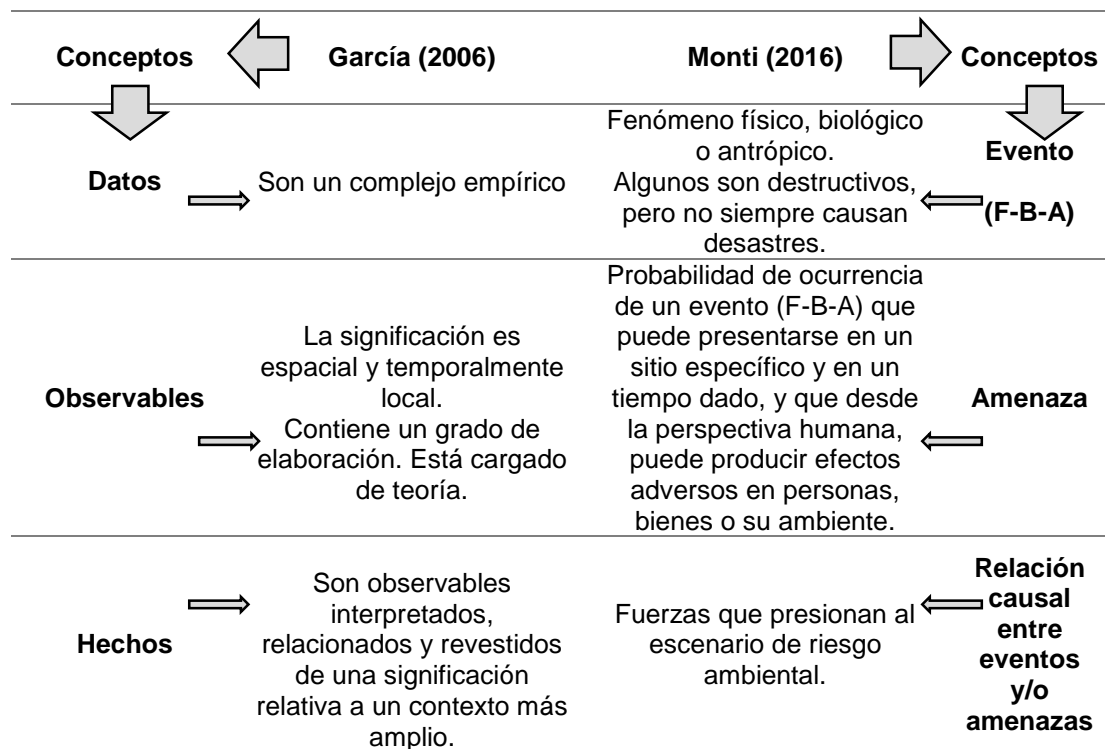 Conceptos García (2006) Monti (2016) Conceptos
Datos
Son un complejo empírico
Fenómeno físico, biológico
o antrópico.
Algunos son destructivos,
pero no siempre causan
desastres.
Evento
(F-B-A)
Observables
La significación es
espacial y temporalmente
local.
Contiene un grado de
elaboración. Está cargado
de teoría.
Probabilidad de ocurrencia
de un evento (F-B-A) que
puede presentarse en un
sitio específico y en un
tiempo dado, y que desde
la perspectiva humana,
puede producir efectos
adversos en personas,
bienes o su ambiente.
Amenaza
Hechos
Son observables
interpretados,
relacionados y revestidos
de una significación
relativa a un contexto más
amplio.
Fuerzas que presionan al
escenario de riesgo
ambiental.
Relación
causal
entre
eventos
y/o
amenazas